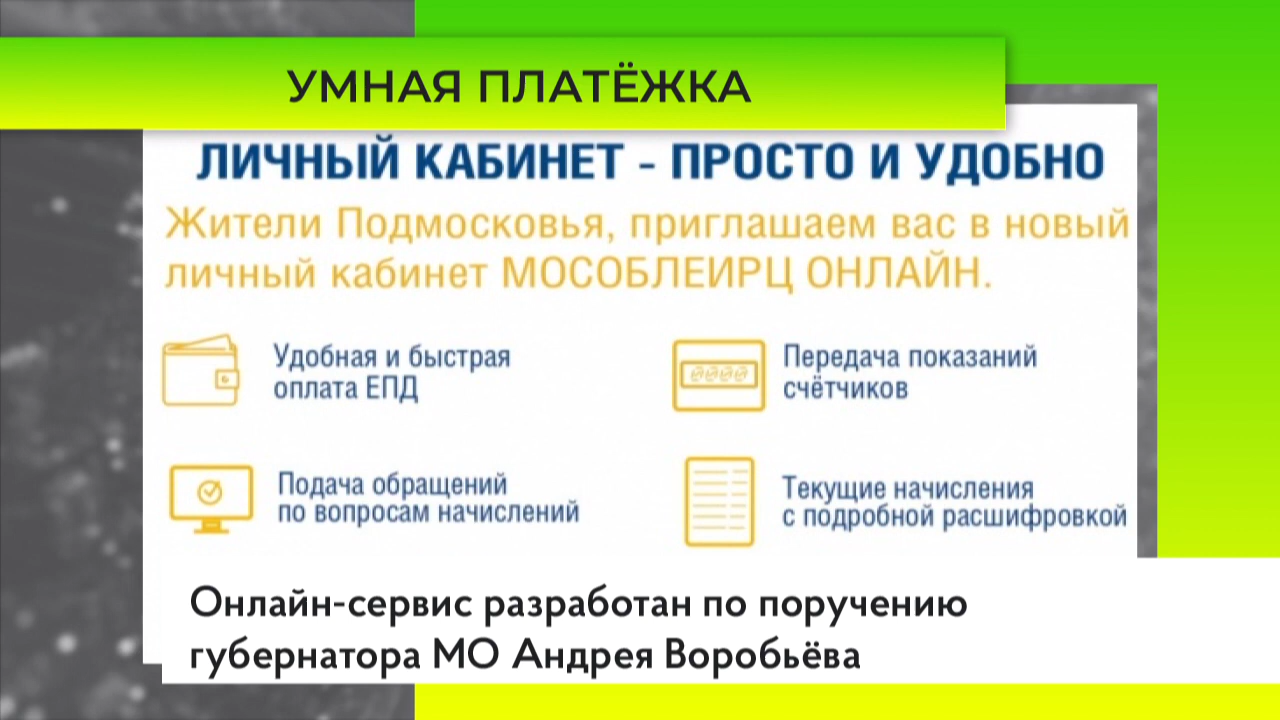 УМНАЯ ПЛАТЁЖКА
ЛИЧНЫЙ КАБИНЕТ - ПРОСТО И УДОБНО
Жители Подмосковья, приглашаем вас в новый
личный кабинет МОСОБЛЕИРЦ ОНЛАЙН.
Удобная и быстрая
оплата ЕПД
Передача показаний
счётчиков
Подача обращений
по вопросам начислений
Текущие начисления
с подробной расшифровкой
Онлайн-сервис разработан по поручению
губернатора МО Андрея Воробьёва